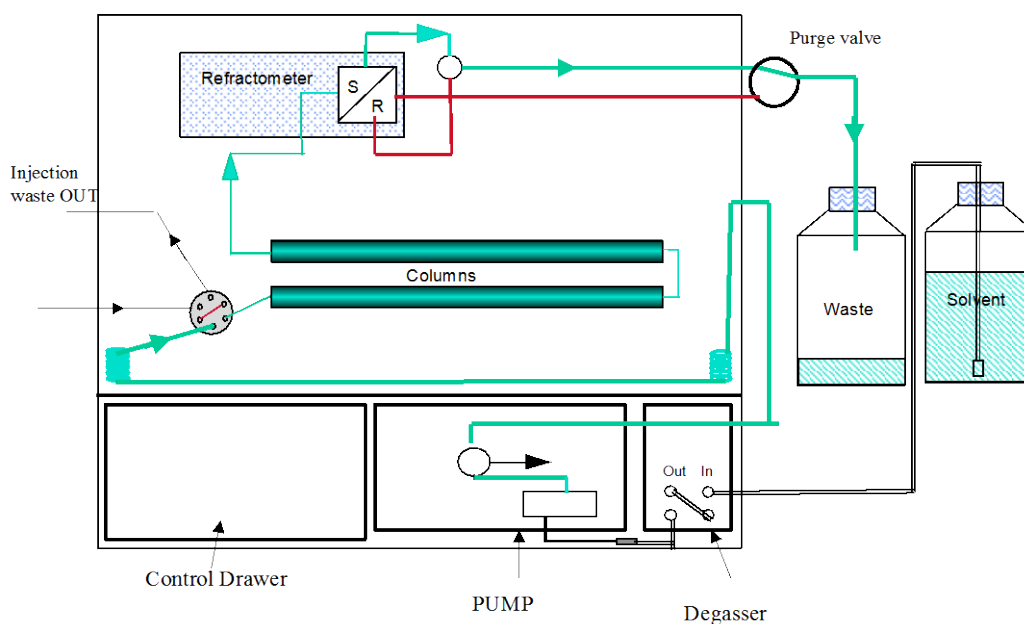 Purge valve
Refractometer
S
R
Injection
waste OUT
Columns
Waste
Solvent
Out In
Control Drawer
PUMP
Degasser